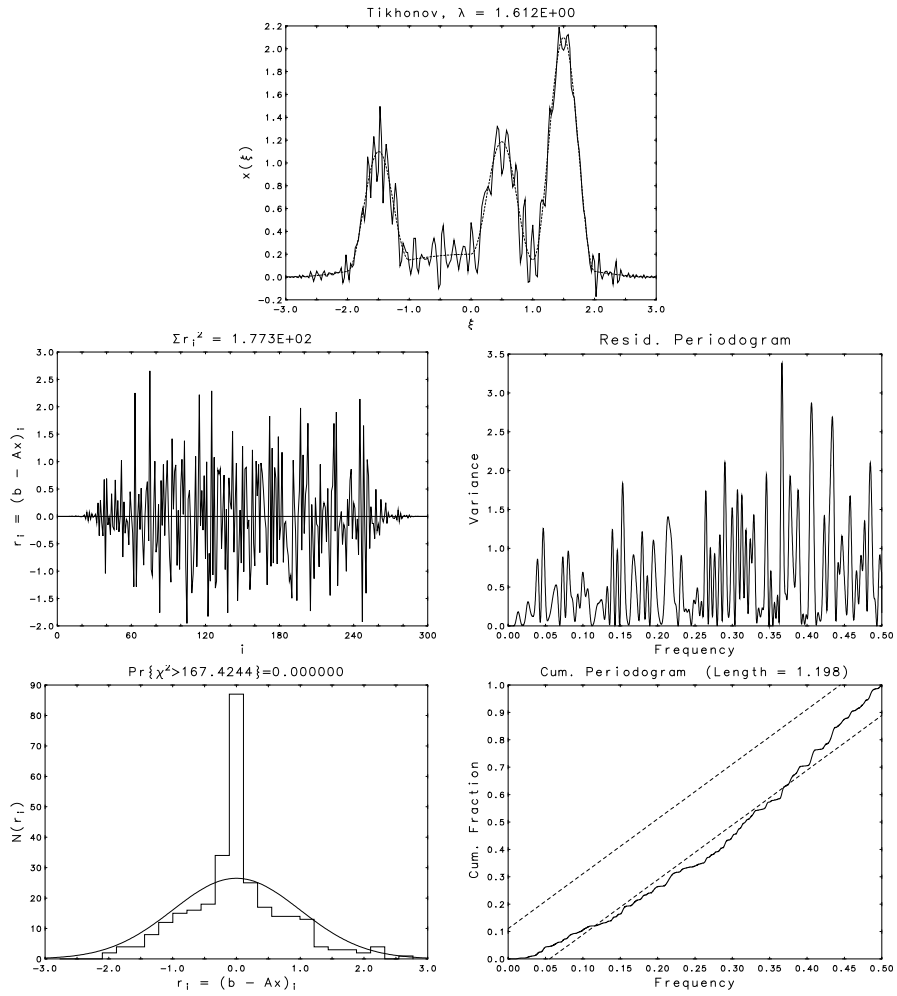 Tikhonov, λ = 1.612E+00
2.2
2.0
1.8
1.6
1.4
1.2
1.0
0.8
0.6
0.4
0.2
0.0
−0.2
x(ξ)
−3.0 −2.0 −1.0 0.0 1.0 2.0 3.0
ξ
Σrᵢ² = 1.773E+02
3.0
2.5
2.0
1.5
1.0
0.5
0.0
−0.5
−1.0
−1.5
−2.0
rᵢ = (b − Ax)ᵢ
0 60 120 180 240 300
i
Resid. Periodogram
3.5
3.0
2.5
2.0
1.5
1.0
0.5
0.0
Variance
0.00 0.05 0.10 0.15 0.20 0.25 0.30 0.35 0.40 0.45 0.50
Frequency
Pr{χ²>167.4244}=0.000000
90
80
70
60
50
40
30
20
10
0
N(rᵢ)
−3.0 −2.0 −1.0 0.0 1.0 2.0 3.0
rᵢ = (b − Ax)ᵢ
Cum. Periodogram (Length = 1.198)
1.0
0.9
0.8
0.7
0.6
0.5
0.4
0.3
0.2
0.1
0.0
Cum. Fraction
0.00 0.05 0.10 0.15 0.20 0.25 0.30 0.35 0.40 0.45 0.50
Frequency